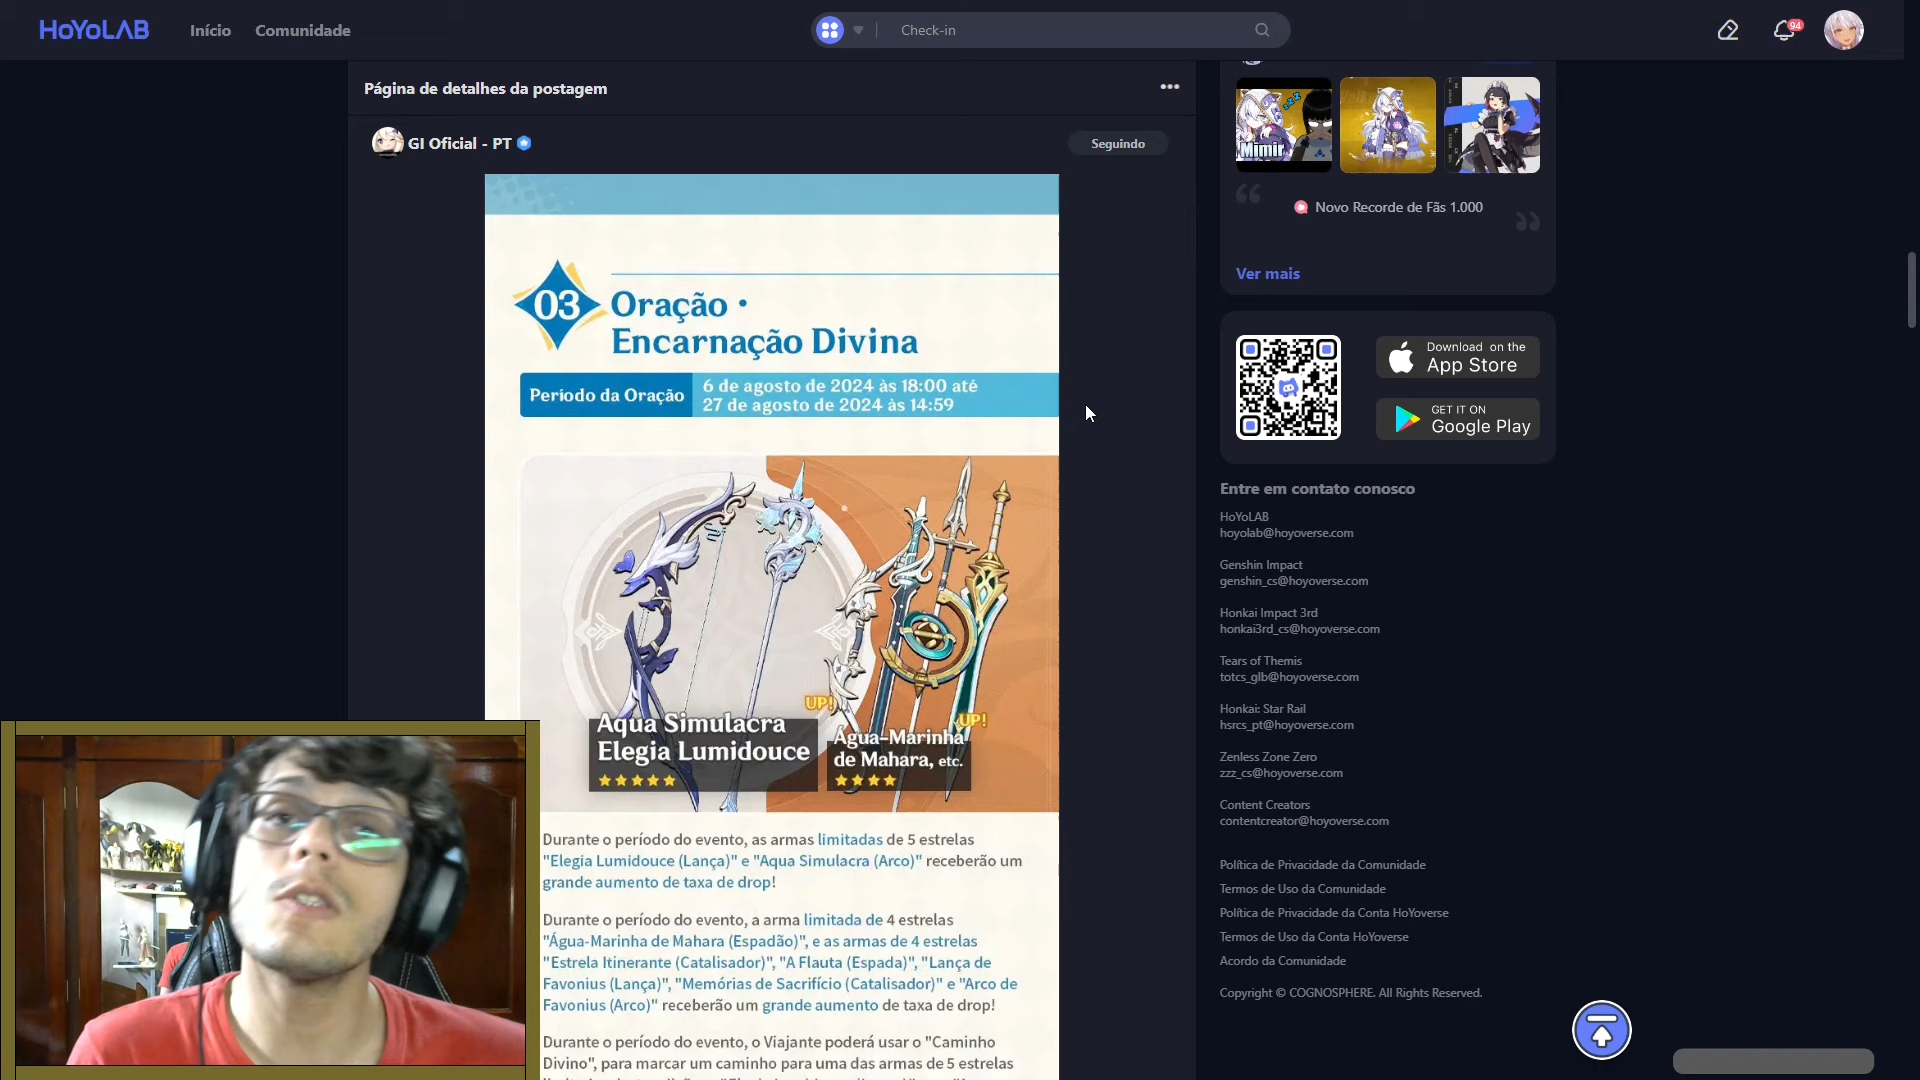 HoYoLAB
Início
Comunidade
Check-in
94
Página de detalhes da postagem
GI Oficial - PT
Seguindo
03
Oração •
Encarnação Divina
Período da Oração
6 de agosto de 2024 às 18:00 até
27 de agosto de 2024 às 14:59
UP!
Aqua Simulacra
Elegia Lumidouce
UP!
Água-Marinha
de Mahara, etc.
Durante o período do evento, as armas limitadas de 5 estrelas
"Elegia Lumidouce (Lança)" e "Aqua Simulacra (Arco)" receberão um
grande aumento de taxa de drop!
Durante o período do evento, a arma limitada de 4 estrelas
"Água-Marinha de Mahara (Espadão)", e as armas de 4 estrelas
"Estrela Itinerante (Catalisador)", "A Flauta (Espada)", "Lança de
Favonius (Lança)", "Memórias de Sacrifício (Catalisador)" e "Arco de
Favonius (Arco)" receberão um grande aumento de taxa de drop!
Durante o período do evento, o Viajante poderá usar o "Caminho
Divino", para marcar um caminho para uma das armas de 5 estrelas
Mimir
zzz
Novo Recorde de Fãs 1.000
Ver mais
Download on the
App Store
GET IT ON
Google Play
Entre em contato conosco
HoYoLAB
hoyolab@hoyoverse.com
Genshin Impact
genshin_cs@hoyoverse.com
Honkai Impact 3rd
honkai3rd_cs@hoyoverse.com
Tears of Themis
totcs_glb@hoyoverse.com
Honkai: Star Rail
hsrcs_pt@hoyoverse.com
Zenless Zone Zero
zzz_cs@hoyoverse.com
Content Creators
contentcreator@hoyoverse.com
Política de Privacidade da Comunidade
Termos de Uso da Comunidade
Política de Privacidade da Conta HoYoverse
Termos de Uso da Conta HoYoverse
Acordo da Comunidade
Copyright © COGNOSPHERE. All Rights Reserved.